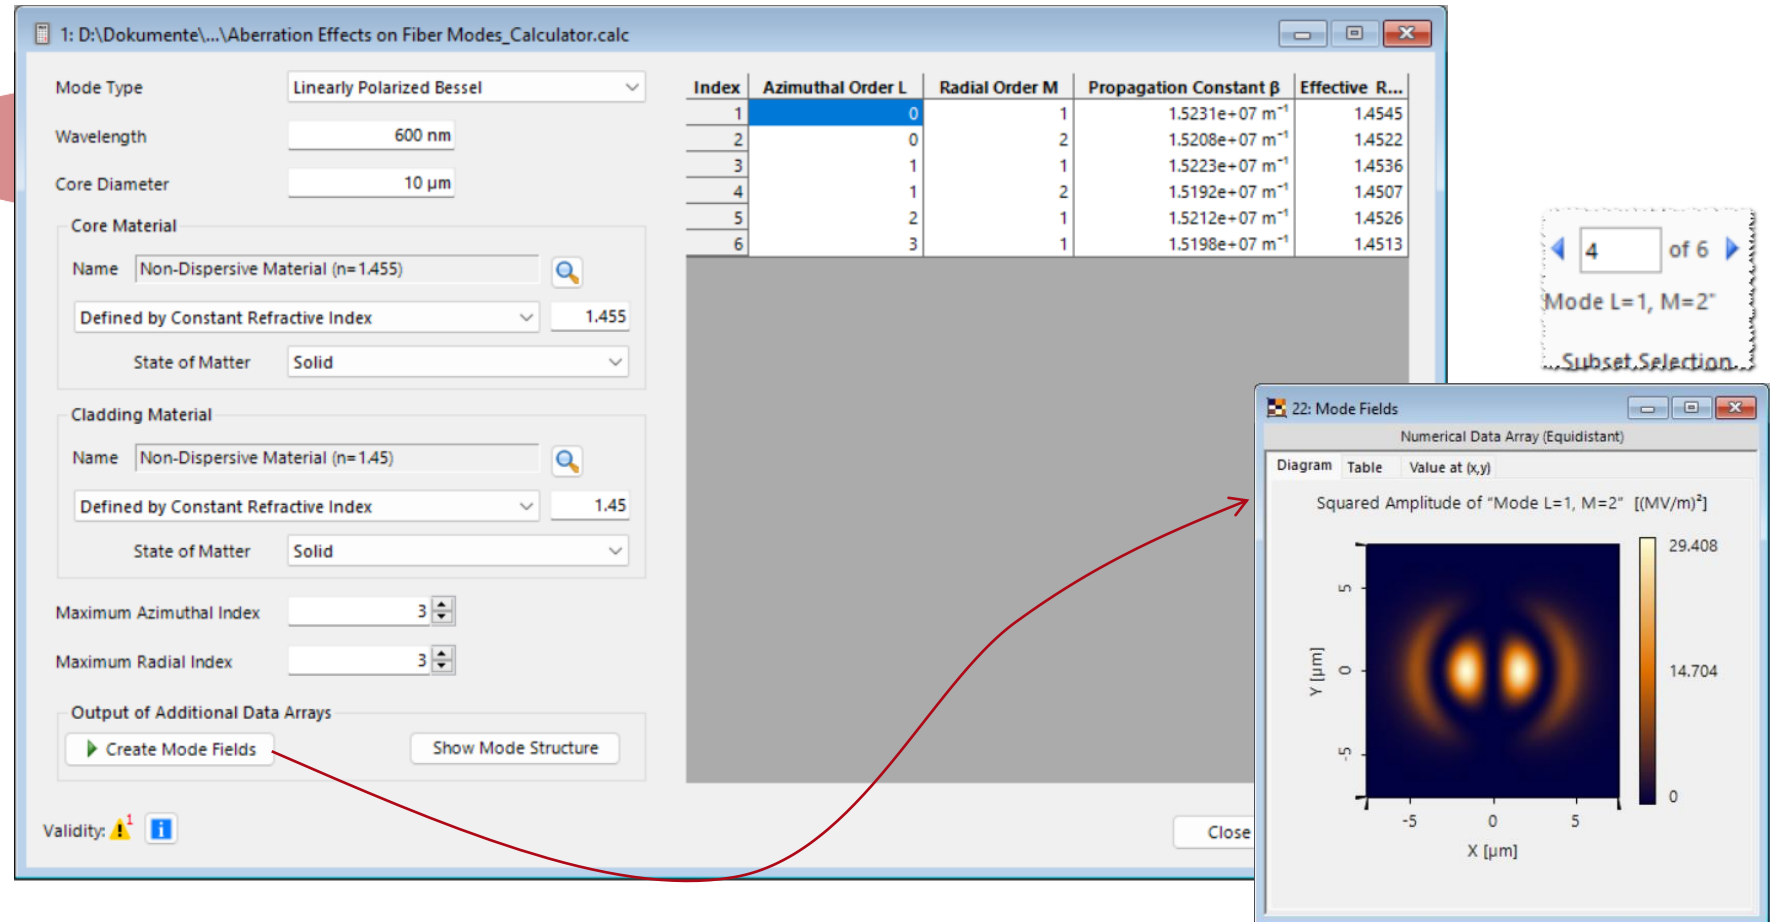 1: D:\Dokumente\...\Aberration Effects on Fiber Modes_Calculator.calc
Mode Type
Linearly Polarized Bessel
Wavelength
600 nm
Core Diameter
10 µm
Core Material
Name
Non-Dispersive Material (n=1.455)
Defined by Constant Refractive Index
1.455
State of Matter
Solid
Cladding Material
Name
Non-Dispersive Material (n=1.45)
Defined by Constant Refractive Index
1.45
State of Matter
Solid
Maximum Azimuthal Index
3
Maximum Radial Index
3
Output of Additional Data Arrays
Create Mode Fields
Show Mode Structure
Validity:
1
Index Azimuthal Order L Radial Order M Propagation Constant β Effective R...
1 0 1 1.5231e+07 m⁻¹ 1.4545
2 0 2 1.5208e+07 m⁻¹ 1.4522
3 1 1 1.5223e+07 m⁻¹ 1.4536
4 1 2 1.5192e+07 m⁻¹ 1.4507
5 2 1 1.5212e+07 m⁻¹ 1.4526
6 3 1 1.5198e+07 m⁻¹ 1.4513
Close
4 of 6
Mode L=1, M=2"
Subset Selection
22: Mode Fields
Numerical Data Array (Equidistant)
Diagram Table Value at (x,y)
Squared Amplitude of "Mode L=1, M=2" [(MV/m)²]
29.408
14.704
0
Y [µm]
5
0
-5
-5 0 5
X [µm]